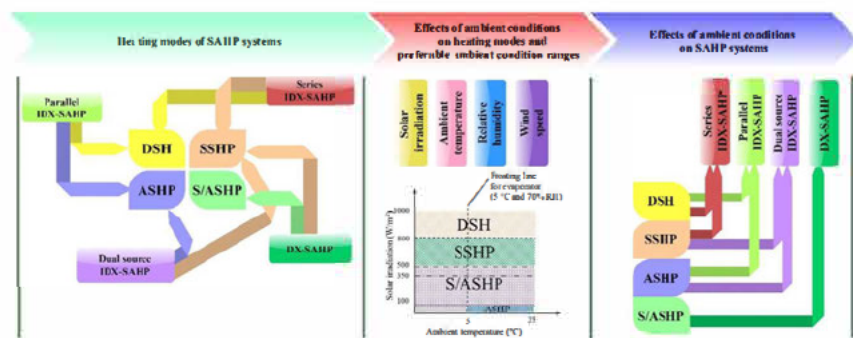 Heating modes of SAHP systems
Effects of ambient conditions
on heating modes and
preferable ambient condition ranges
Effects of ambient conditions
on SAHP systems
Parallel
IDX-SAHP
Series
IDX-SAHP
DSH
SSHP
ASHP
S/ASHP
Dual source
IDX-SAHP
DX-SAHP
Solar
irradiation
Ambient
temperature
Relative
humidity
Wind
speed
Frosting line
for evaporator
(5 °C and 70% RH)
Solar irradiation (W/m²)
1000
800
500
350
100
DSH
SSHP
S/ASHP
ASHP
5
25
Ambient temperature (°C)
Series
IDX-SAHP
Parallel
IDX-SAHP
Dual source
IDX-SAHP
DX-SAHP
DSH
SSHP
ASHP
S/ASHP